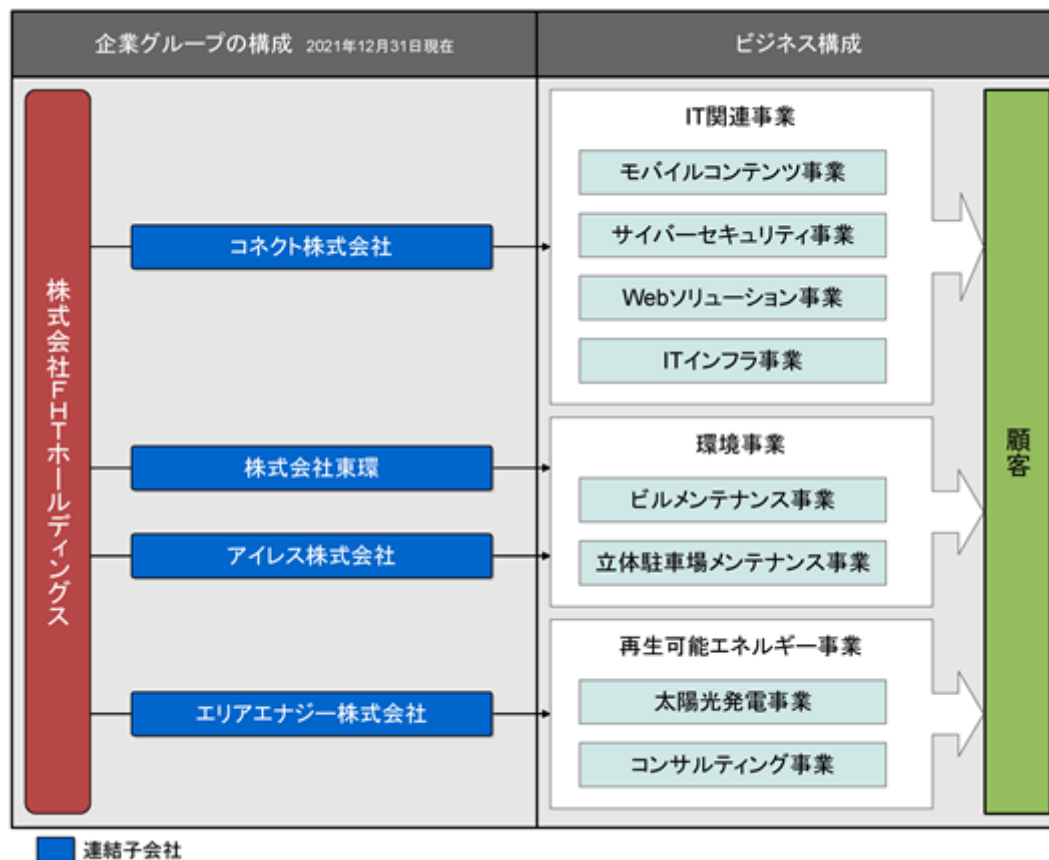 企業グループの構成 2021年12月31日現在
ビジネス構成
株式会社FHTホールディングス
コネクト株式会社
株式会社東環
アイレス株式会社
エリアエナジー株式会社
IT関連事業
モバイルコンテンツ事業
サイバーセキュリティ事業
Webソリューション事業
ITインフラ事業
環境事業
ビルメンテナンス事業
立体駐車場メンテナンス事業
再生可能エネルギー事業
太陽光発電事業
コンサルティング事業
顧客
連結子会社